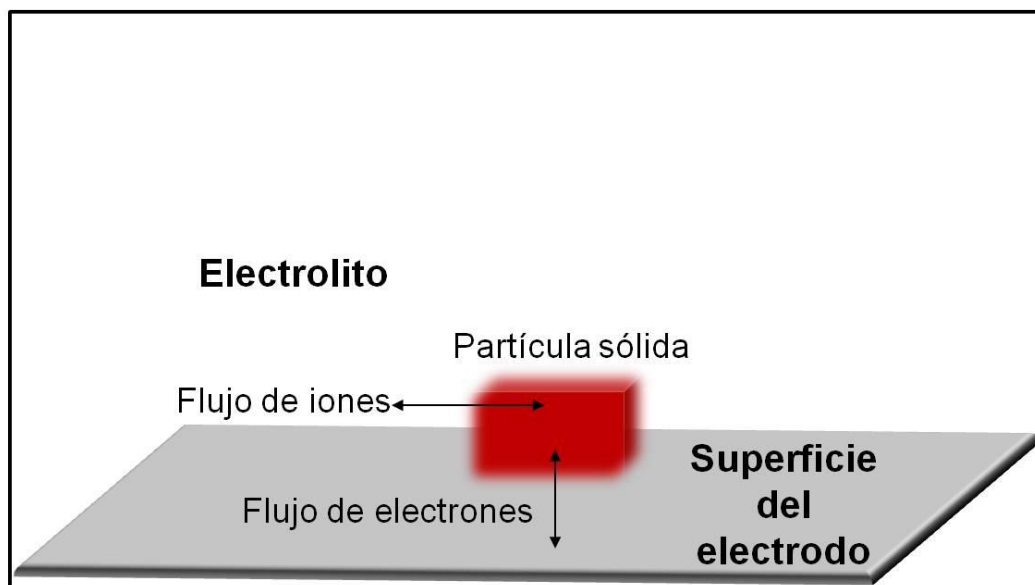 Electrolito
Partícula sólida
Flujo de iones
Superficie
del
electrodo
Flujo de electrones